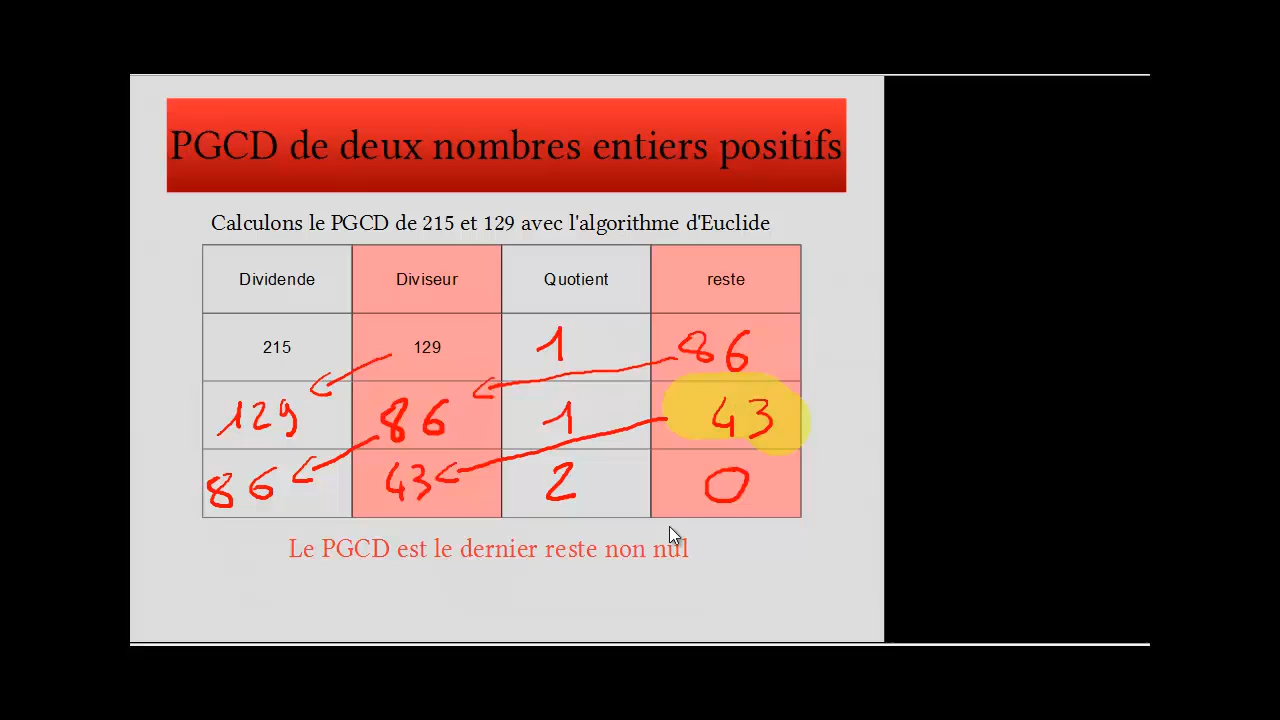 PGCD de deux nombres entiers positifs
Calculons le PGCD de 215 et 129 avec l'algorithme d'Euclide
Dividende Diviseur Quotient reste
215 129 1 86
129 86 1 43
86 43 2 0
Le PGCD est le dernier reste non nul